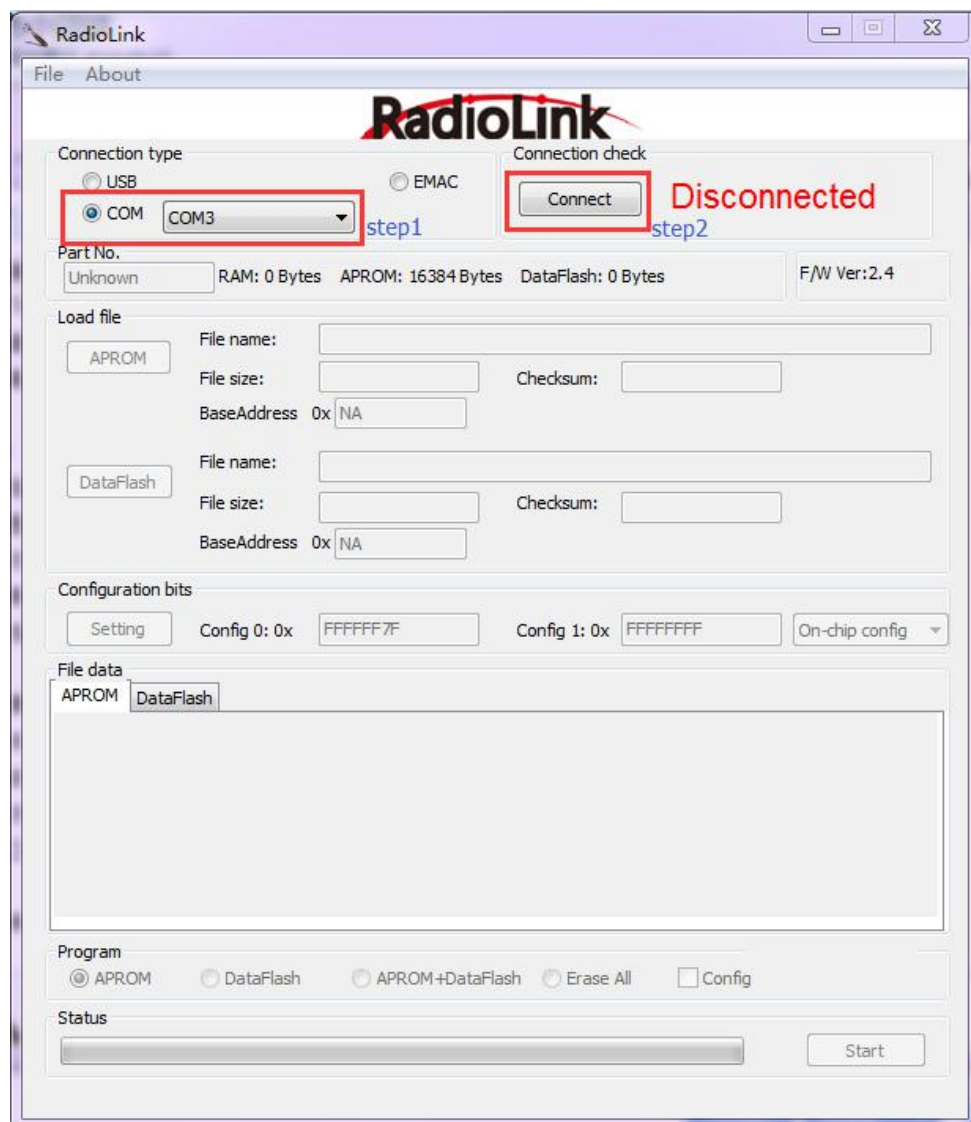 RadioLink
File About
RadioLink
Connection type
Connection check
USB
EMAC
COM COM3
step1
Connect
Disconnected
step2
Part No.
Unknown RAM: 0 Bytes APROM: 16384 Bytes DataFlash: 0 Bytes
F/W Ver:2.4
Load file
APROM
File name:
File size:
Checksum:
BaseAddress 0x NA
DataFlash
File name:
File size:
Checksum:
BaseAddress 0x NA
Configuration bits
Setting Config 0: 0x FFFFFF7F Config 1: 0x FFFFFFFF On-chip config
File data
APROM DataFlash
Program
APROM DataFlash APROM+DataFlash Erase All Config
Status
Start